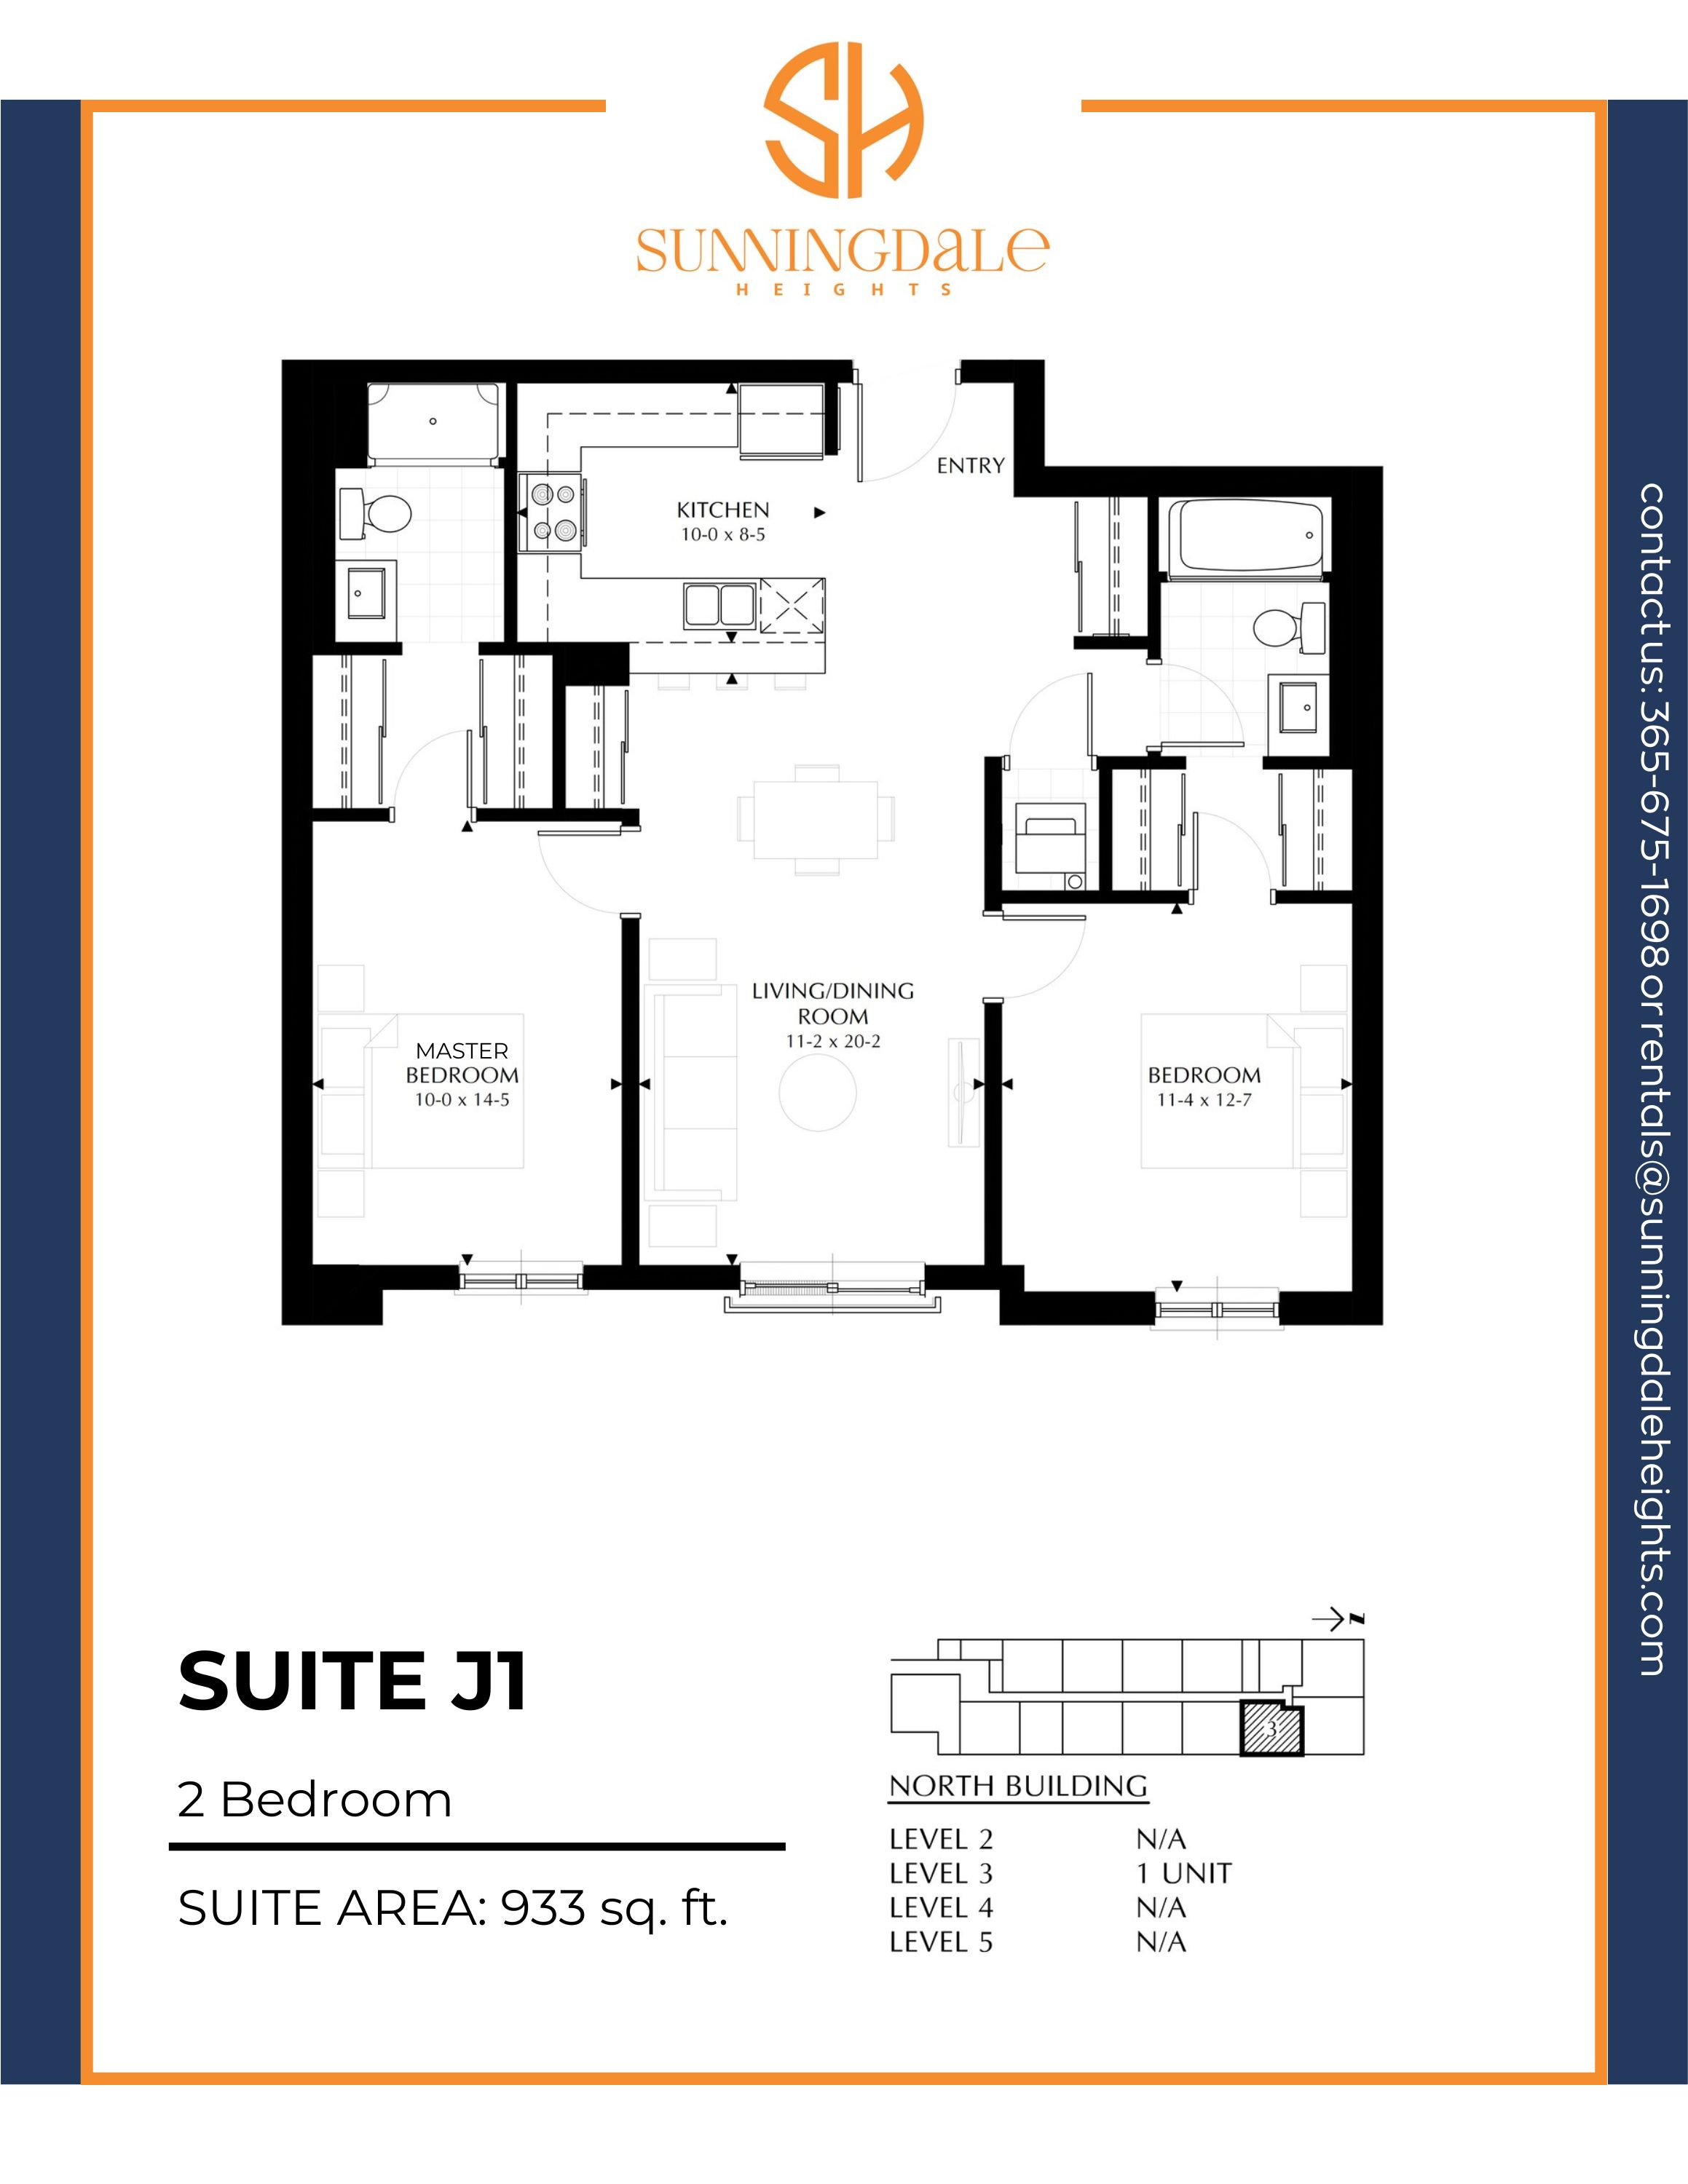 SUNNINGDALE
HEIGHTS
ENTRY
KITCHEN
10-0 x 8-5
LIVING/DINING
ROOM
11-2 x 20-2
MASTER
BEDROOM
10-0 x 14-5
BEDROOM
11-4 x 12-7
contact us: 365-675-1698 or rentals@sunningdaleheights.com
SUITE J1
2 Bedroom
SUITE AREA: 933 sq. ft.
N
3
NORTH BUILDING
LEVEL 2 N/A
LEVEL 3 1 UNIT
LEVEL 4 N/A
LEVEL 5 N/A